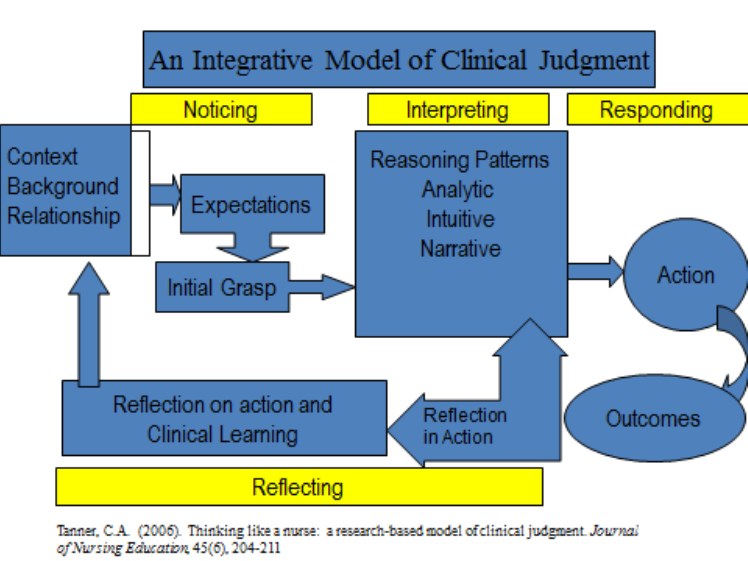 An Integrative Model of Clinical Judgment
Noticing
Interpreting
Responding
Context
Background
Relationship
Expectations
Initial Grasp
Reasoning Patterns
Analytic
Intuitive
Narrative
Action
Outcomes
Reflection
in Action
Reflection on action and
Clinical Learning
Reflecting
Tanner, C.A. (2006). Thinking like a nurse: a research-based model of clinical judgment. Journal
of Nursing Education, 45(6), 204-211